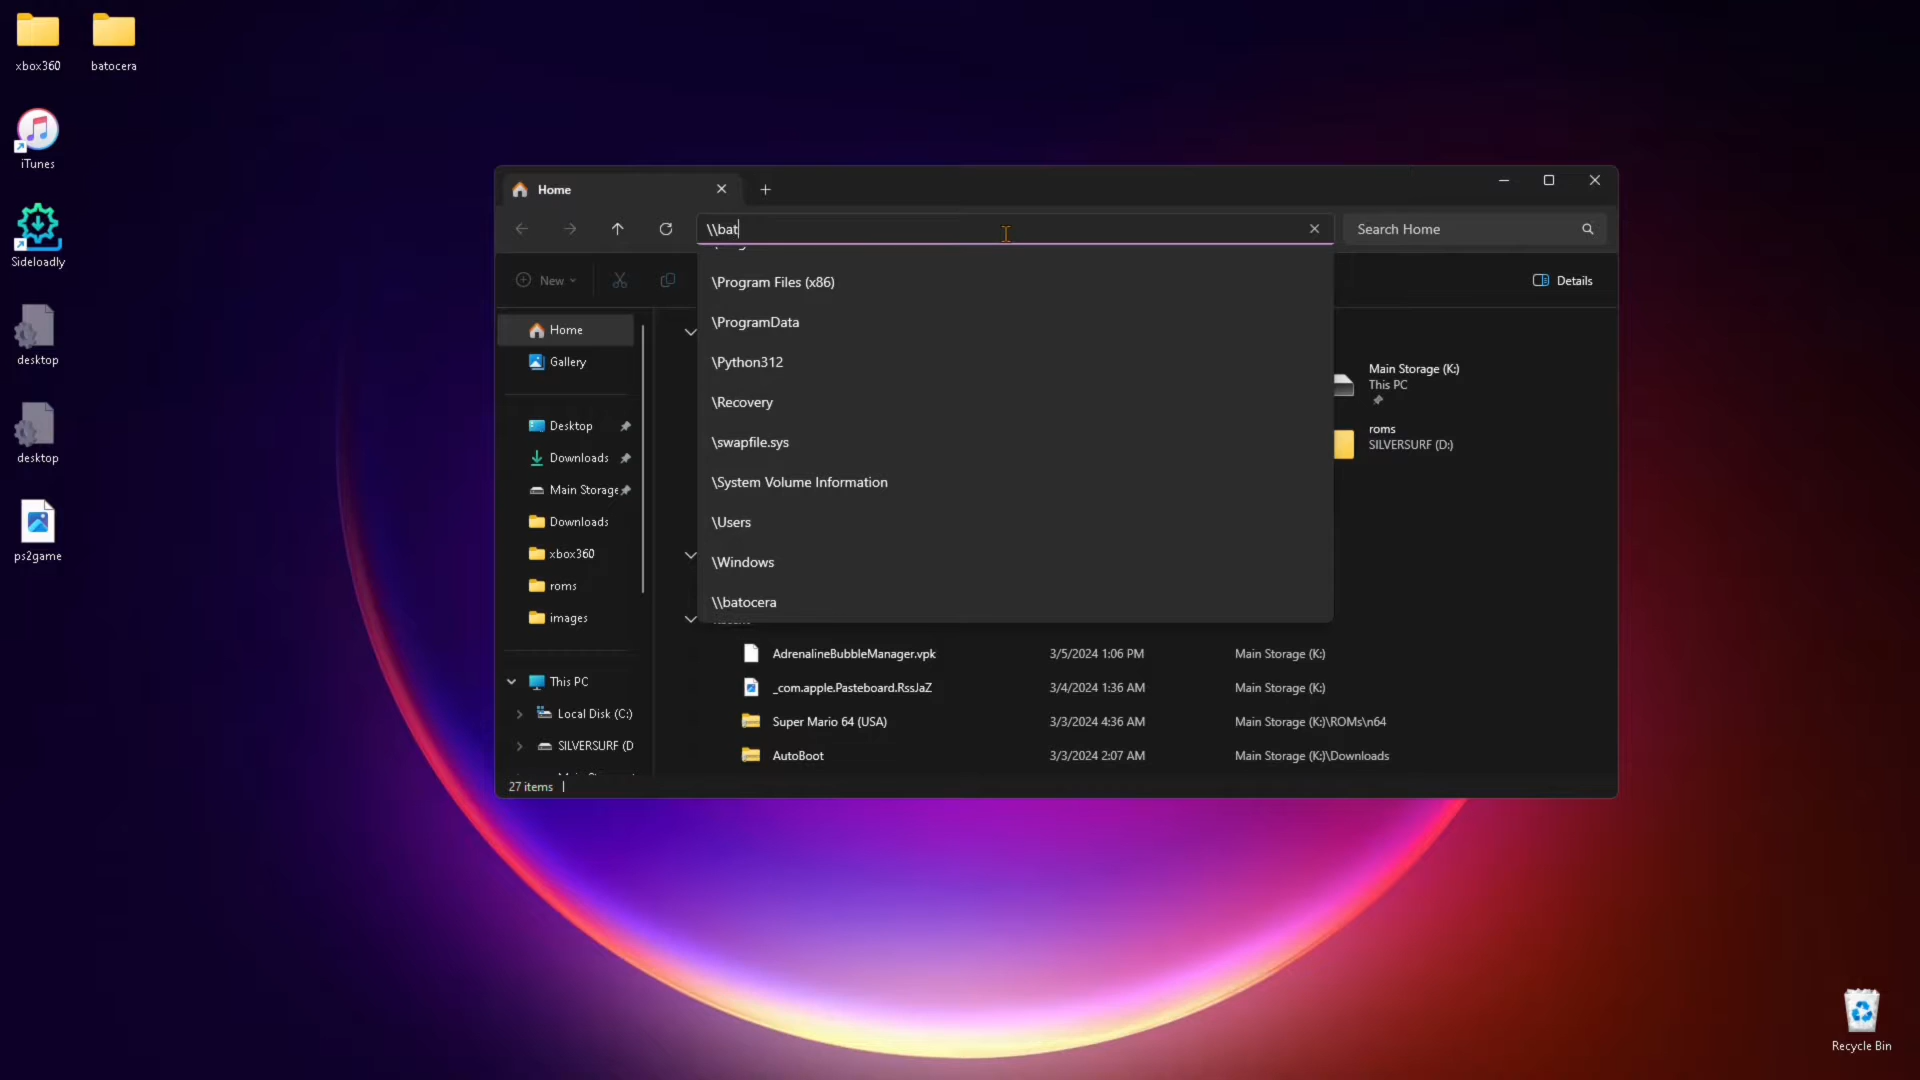 xbox360
batocera
iTunes
Sideloadly
desktop
desktop
ps2game
Home
\\bat
Search Home
New
Details
\Program Files (x86)
\ProgramData
\Python312
\Recovery
\swapfile.sys
\System Volume Information
\Users
\Windows
\\batocera
Home
Gallery
Desktop
Downloads
Main Storage
Downloads
xbox360
roms
images
This PC
Local Disk (C:)
SILVERSURF (D
Main Storage (K:)
This PC
roms
SILVERSURF (D:)
AdrenalineBubbleManager.vpk 3/5/2024 1:06 PM Main Storage (K:)
_com.apple.Pasteboard.RssJaZ 3/4/2024 1:36 AM Main Storage (K:)
Super Mario 64 (USA) 3/3/2024 4:36 AM Main Storage (K:)\ROMs\n64
AutoBoot 3/3/2024 2:07 AM Main Storage (K:)\Downloads
27 items
Recycle Bin